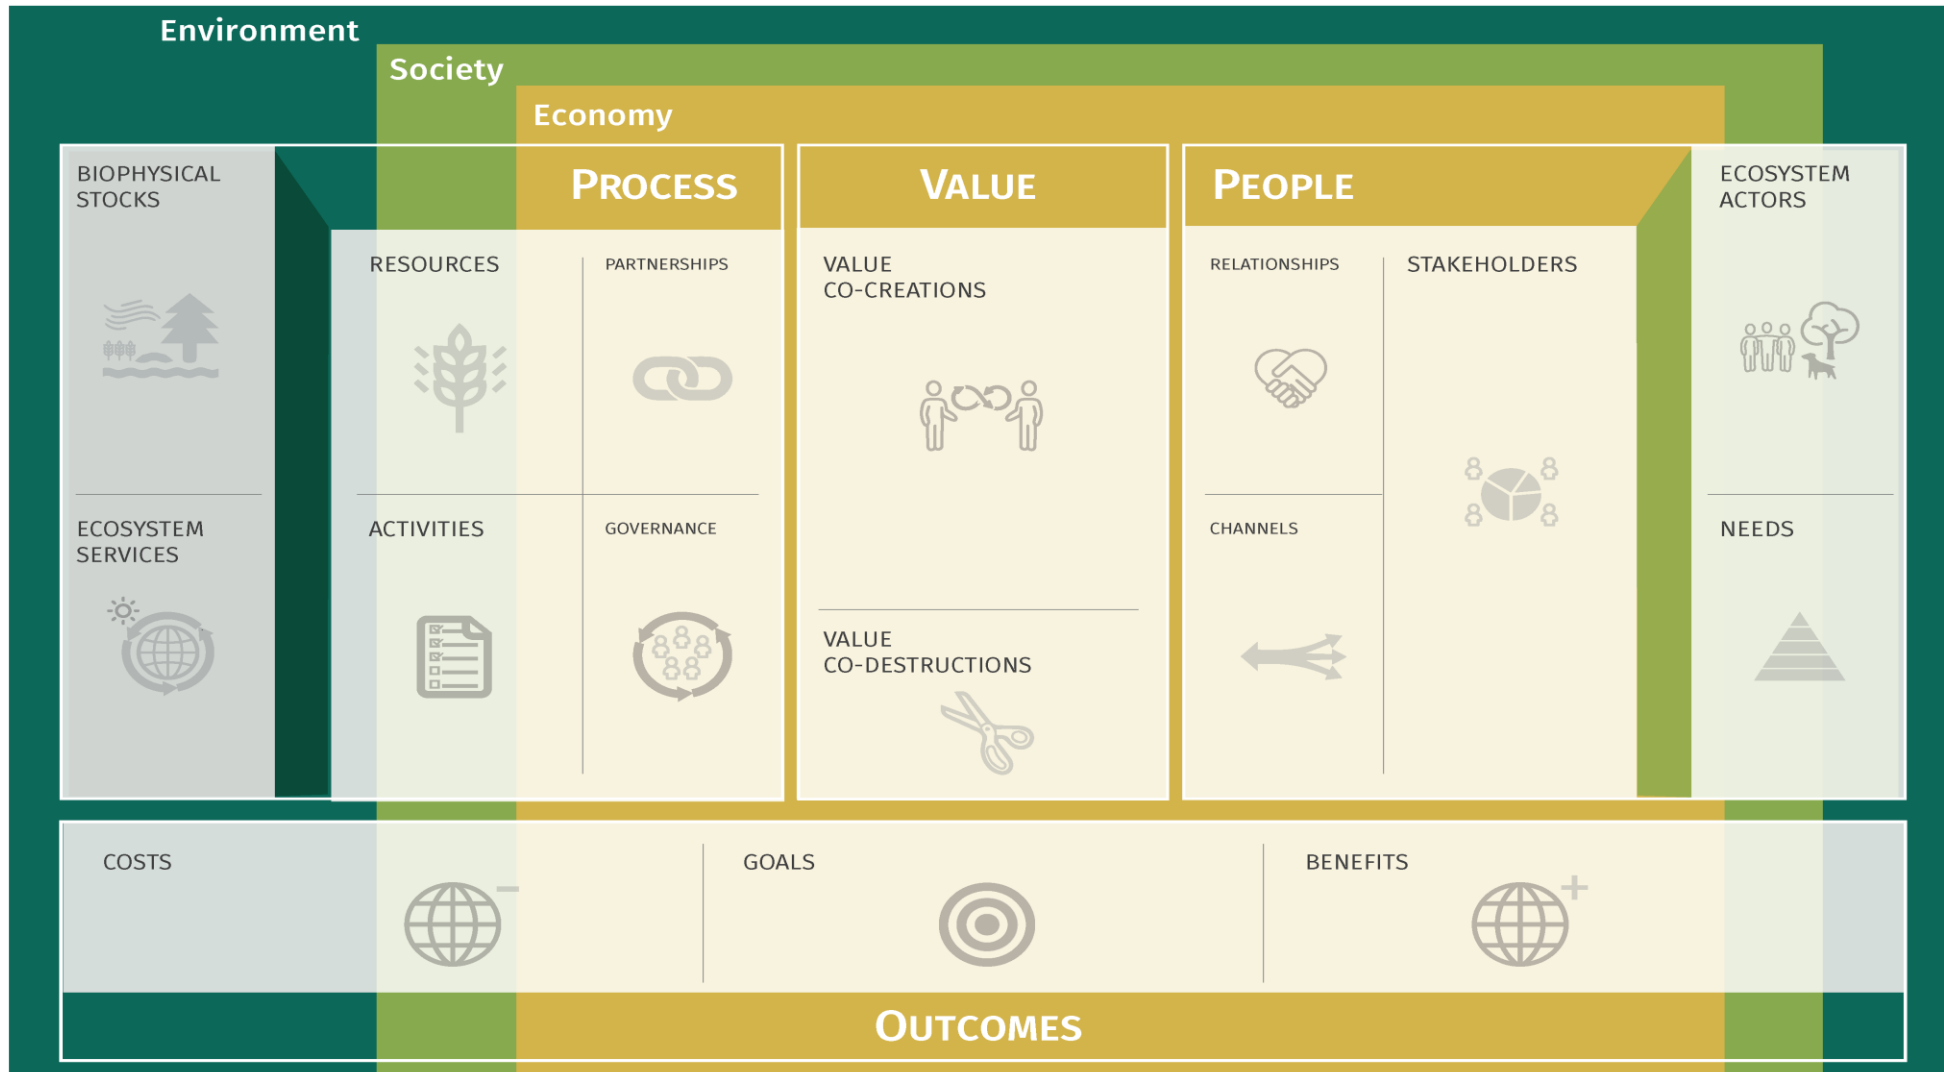 Environment
Society
Economy
PROCESS
VALUE
PEOPLE
BIOPHYSICAL
STOCKS
ECOSYSTEM
SERVICES
RESOURCES
PARTNERSHIPS
ACTIVITIES
GOVERNANCE
VALUE
CO-CREATIONS
VALUE
CO-DESTRUCTIONS
RELATIONSHIPS
STAKEHOLDERS
CHANNELS
ECOSYSTEM
ACTORS
NEEDS
COSTS
GOALS
BENEFITS
OUTCOMES